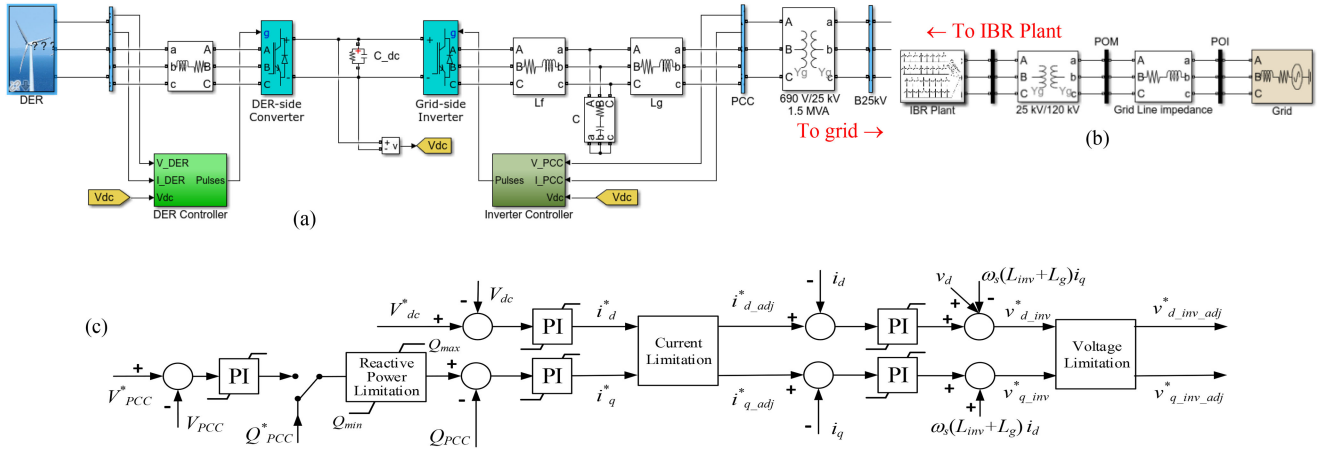 DER
? ? ?
a A
b B
c C
g
A
B
C
DER-side
Converter
C_dc
+
-
v
Vdc
V_DER
I_DER Pulses
Vdc
Vdc
DER Controller
(a)
g
+ A
B
- C
Grid-side
Inverter
A a
B b
C c
Lf
A B C
a b c
C
A a
B b
C c
Lg
V_PCC
Pulses I_PCC
Vdc
Vdc
Inverter Controller
A
B
C
PCC
A a
B b
C c
Yg Yg
690 V/25 kV
1.5 MVA
To grid →
B25kV
← To IBR Plant
A
B
C
IBR Plant
A a
B b
C c
Yg Yg
25 kV/120 kV
POM
A a
B b
C c
Grid Line impedance
POI
A
B
C
Grid
(b)
(c)
V*PCC
+
-
VPCC
PI
Q*PCC
Reactive
Power
Limitation
Qmax
Qmin
V*dc
+
-
Vdc
PI
i*d
+
-
QPCC
PI
i*q
Current
Limitation
i*d_adj
i*q_adj
+
-
id
PI
+
-
iq
PI
vd
ωs(Linv+Lg)iq
+
+
-
v*d_inv
+
+
ωs(Linv+Lg) id
v*q_inv
Voltage
Limitation
v*d_inv_adj
v*q_inv_adj